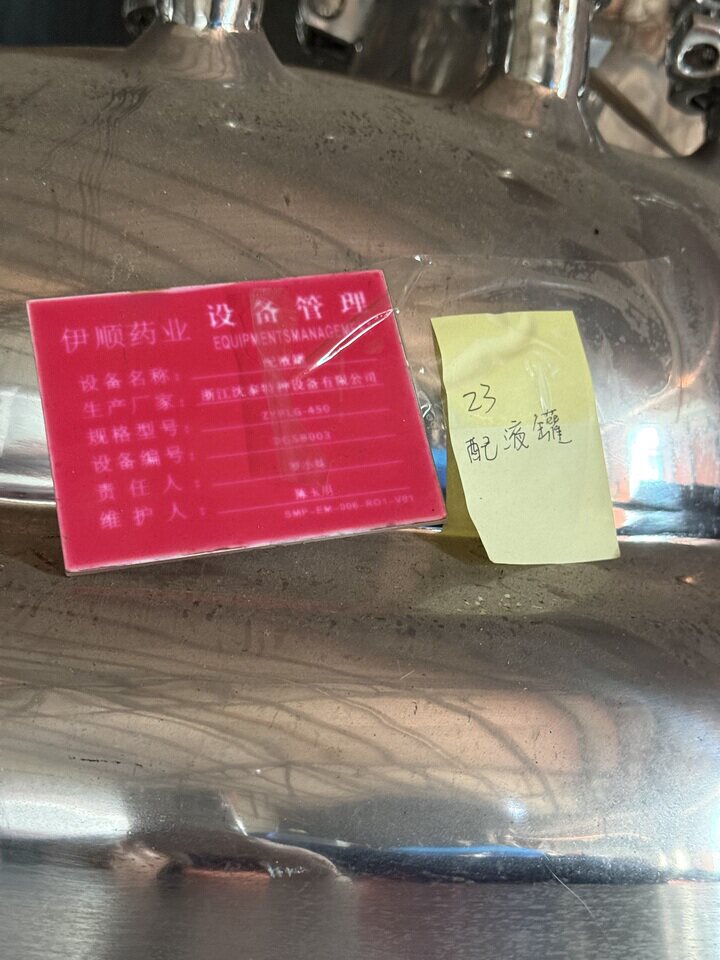 伊顺药业 设备管理
EQUIPMENTSMANAGEMENT
设备名称： 配液罐
生产厂家： 浙江沃泰特种设备有限公司
规格型号：
设备编号：
责任人：
维护人：
SMP-EM-006-R01-V01
23
配液罐